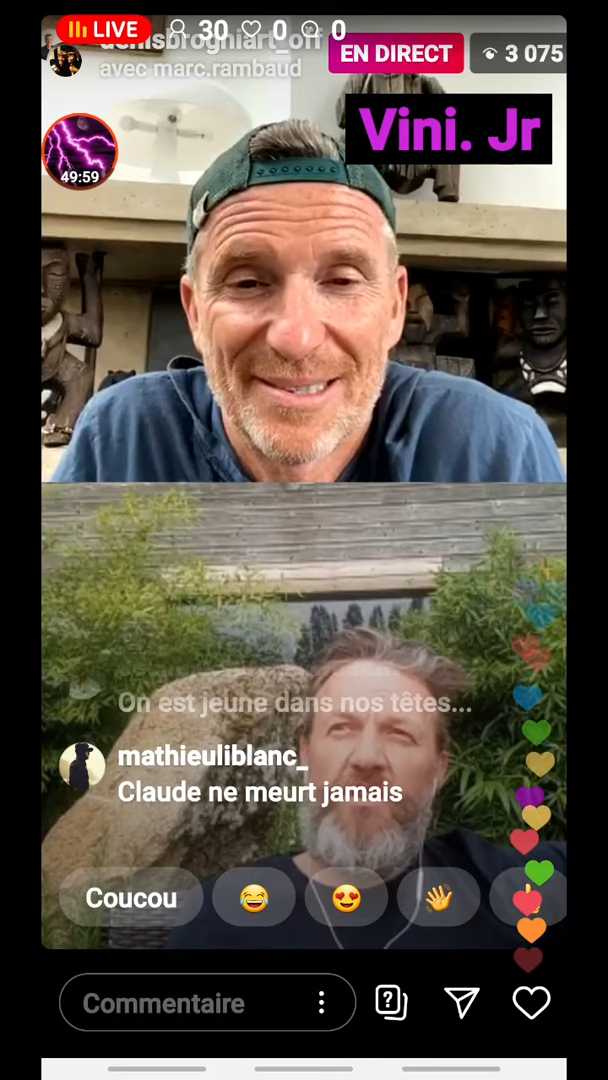 LIVE 30 0 0
denisbrogniart_off
avec marc.rambaud
EN DIRECT
3 075
Vini. Jr
49:59
On est jeune dans nos têtes...
mathieuliblanc_
Claude ne meurt jamais
Coucou
Commentaire